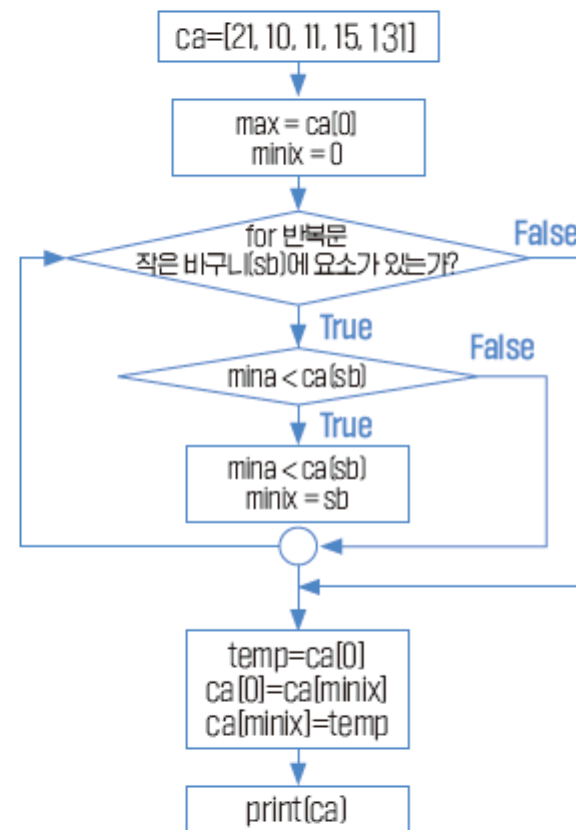 ca=[21, 10, 11, 15, 131]
max = ca[0]
minix = 0
for 반복문
작은 바구니(sb)에 요소가 있는가?
False
True
mina < ca(sb)
False
True
mina < ca(sb)
minix = sb
temp=ca[0]
ca[0]=ca[minix]
ca[minix]=temp
print(ca)